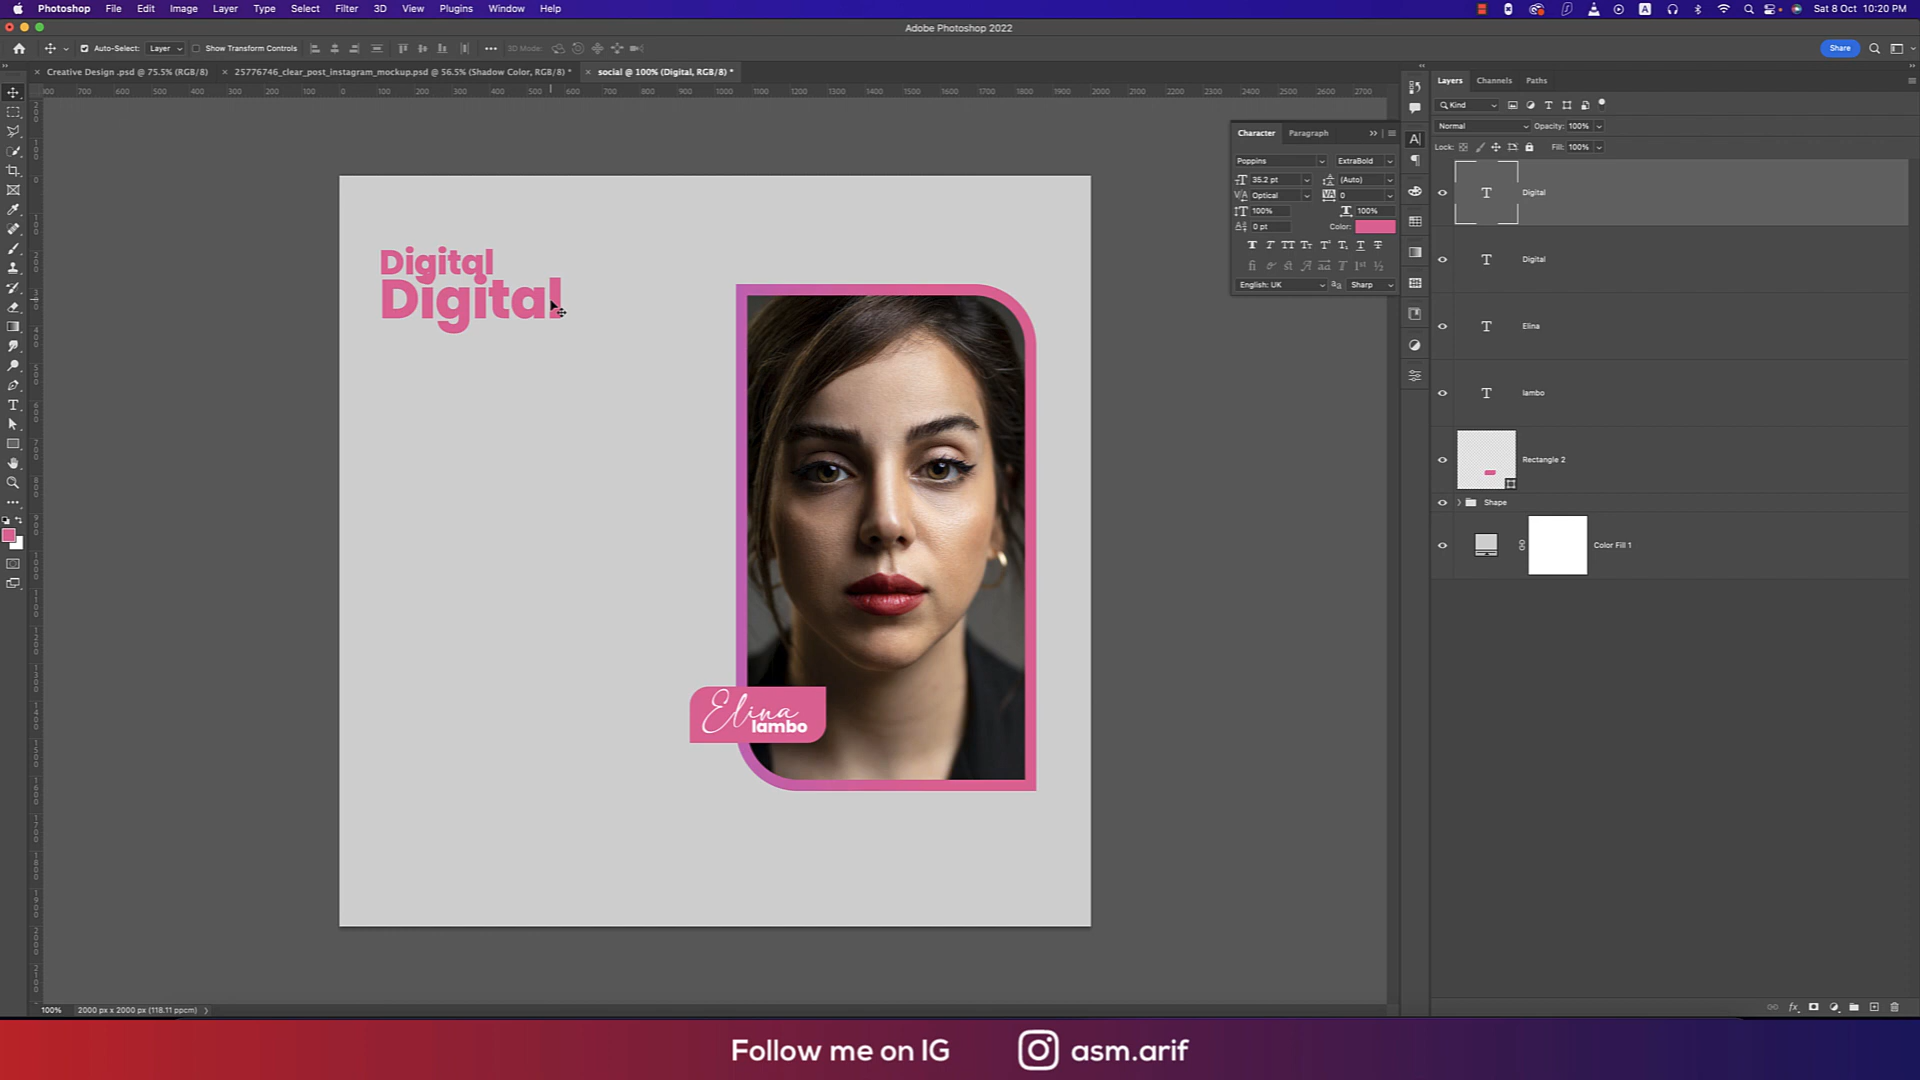 Photoshop File Edit Image Layer Type Select Filter 3D View Plugins Window Help
Sat 8 Oct 10:20 PM
Adobe Photoshop 2022
Auto-Select: Layer Show Transform Controls 3D Mode: Share
Creative Design .psd @ 75.5% (RGB/8) 25776746_clear_post_instagram_mockup.psd @ 56.5% (Shadow Color, RGB/8) * social @ 100% (Digital, RGB/8) *
Layers Channels Paths
Kind
Normal Opacity: 100%
Lock: Fill: 100%
Character Paragraph
Poppins ExtraBold
35.2 pt (Auto)
Optical 0
100% 100%
0 pt Color:
English: UK Sharp
Digital
Digital
Elina
lambo
Rectangle 2
Shape
Color Fill 1
Digital
Digital
Elina
lambo
100% 2000 px x 2000 px (118.11 ppcm)
Follow me on IG asm.arif